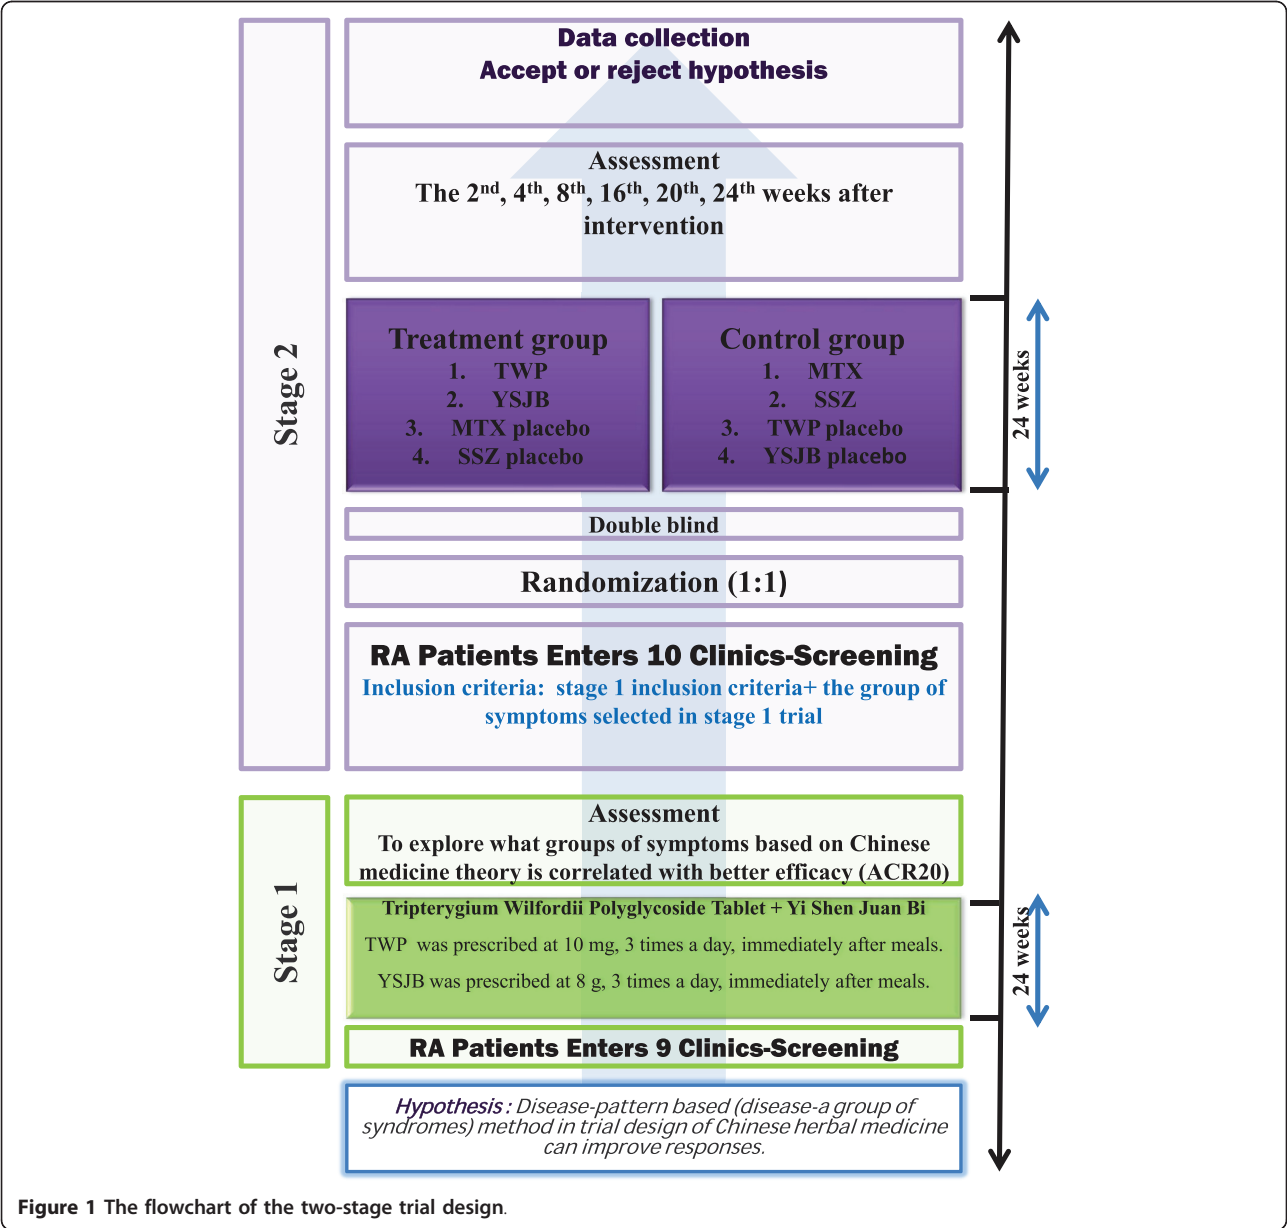 Data collection
Accept or reject hypothesis
Assessment
The 2nd, 4th, 8th, 16th, 20th, 24th weeks after
intervention
Stage 2
Treatment group
1. TWP
2. YSJB
3. MTX placebo
4. SSZ placebo
Control group
1. MTX
2. SSZ
3. TWP placebo
4. YSJB placebo
24 weeks
Double blind
Randomization (1:1)
RA Patients Enters 10 Clinics-Screening
Inclusion criteria: stage 1 inclusion criteria+ the group of
symptoms selected in stage 1 trial
Stage 1
Assessment
To explore what groups of symptoms based on Chinese
medicine theory is correlated with better efficacy (ACR20)
Tripterygium Wilfordii Polyglycoside Tablet + Yi Shen Juan Bi
TWP was prescribed at 10 mg, 3 times a day, immediately after meals.
YSJB was prescribed at 8 g, 3 times a day, immediately after meals.
24 weeks
RA Patients Enters 9 Clinics-Screening
Hypothesis : Disease-pattern based (disease-a group of
syndromes) method in trial design of Chinese herbal medicine
can improve responses.
Figure 1 The flowchart of the two-stage trial design.